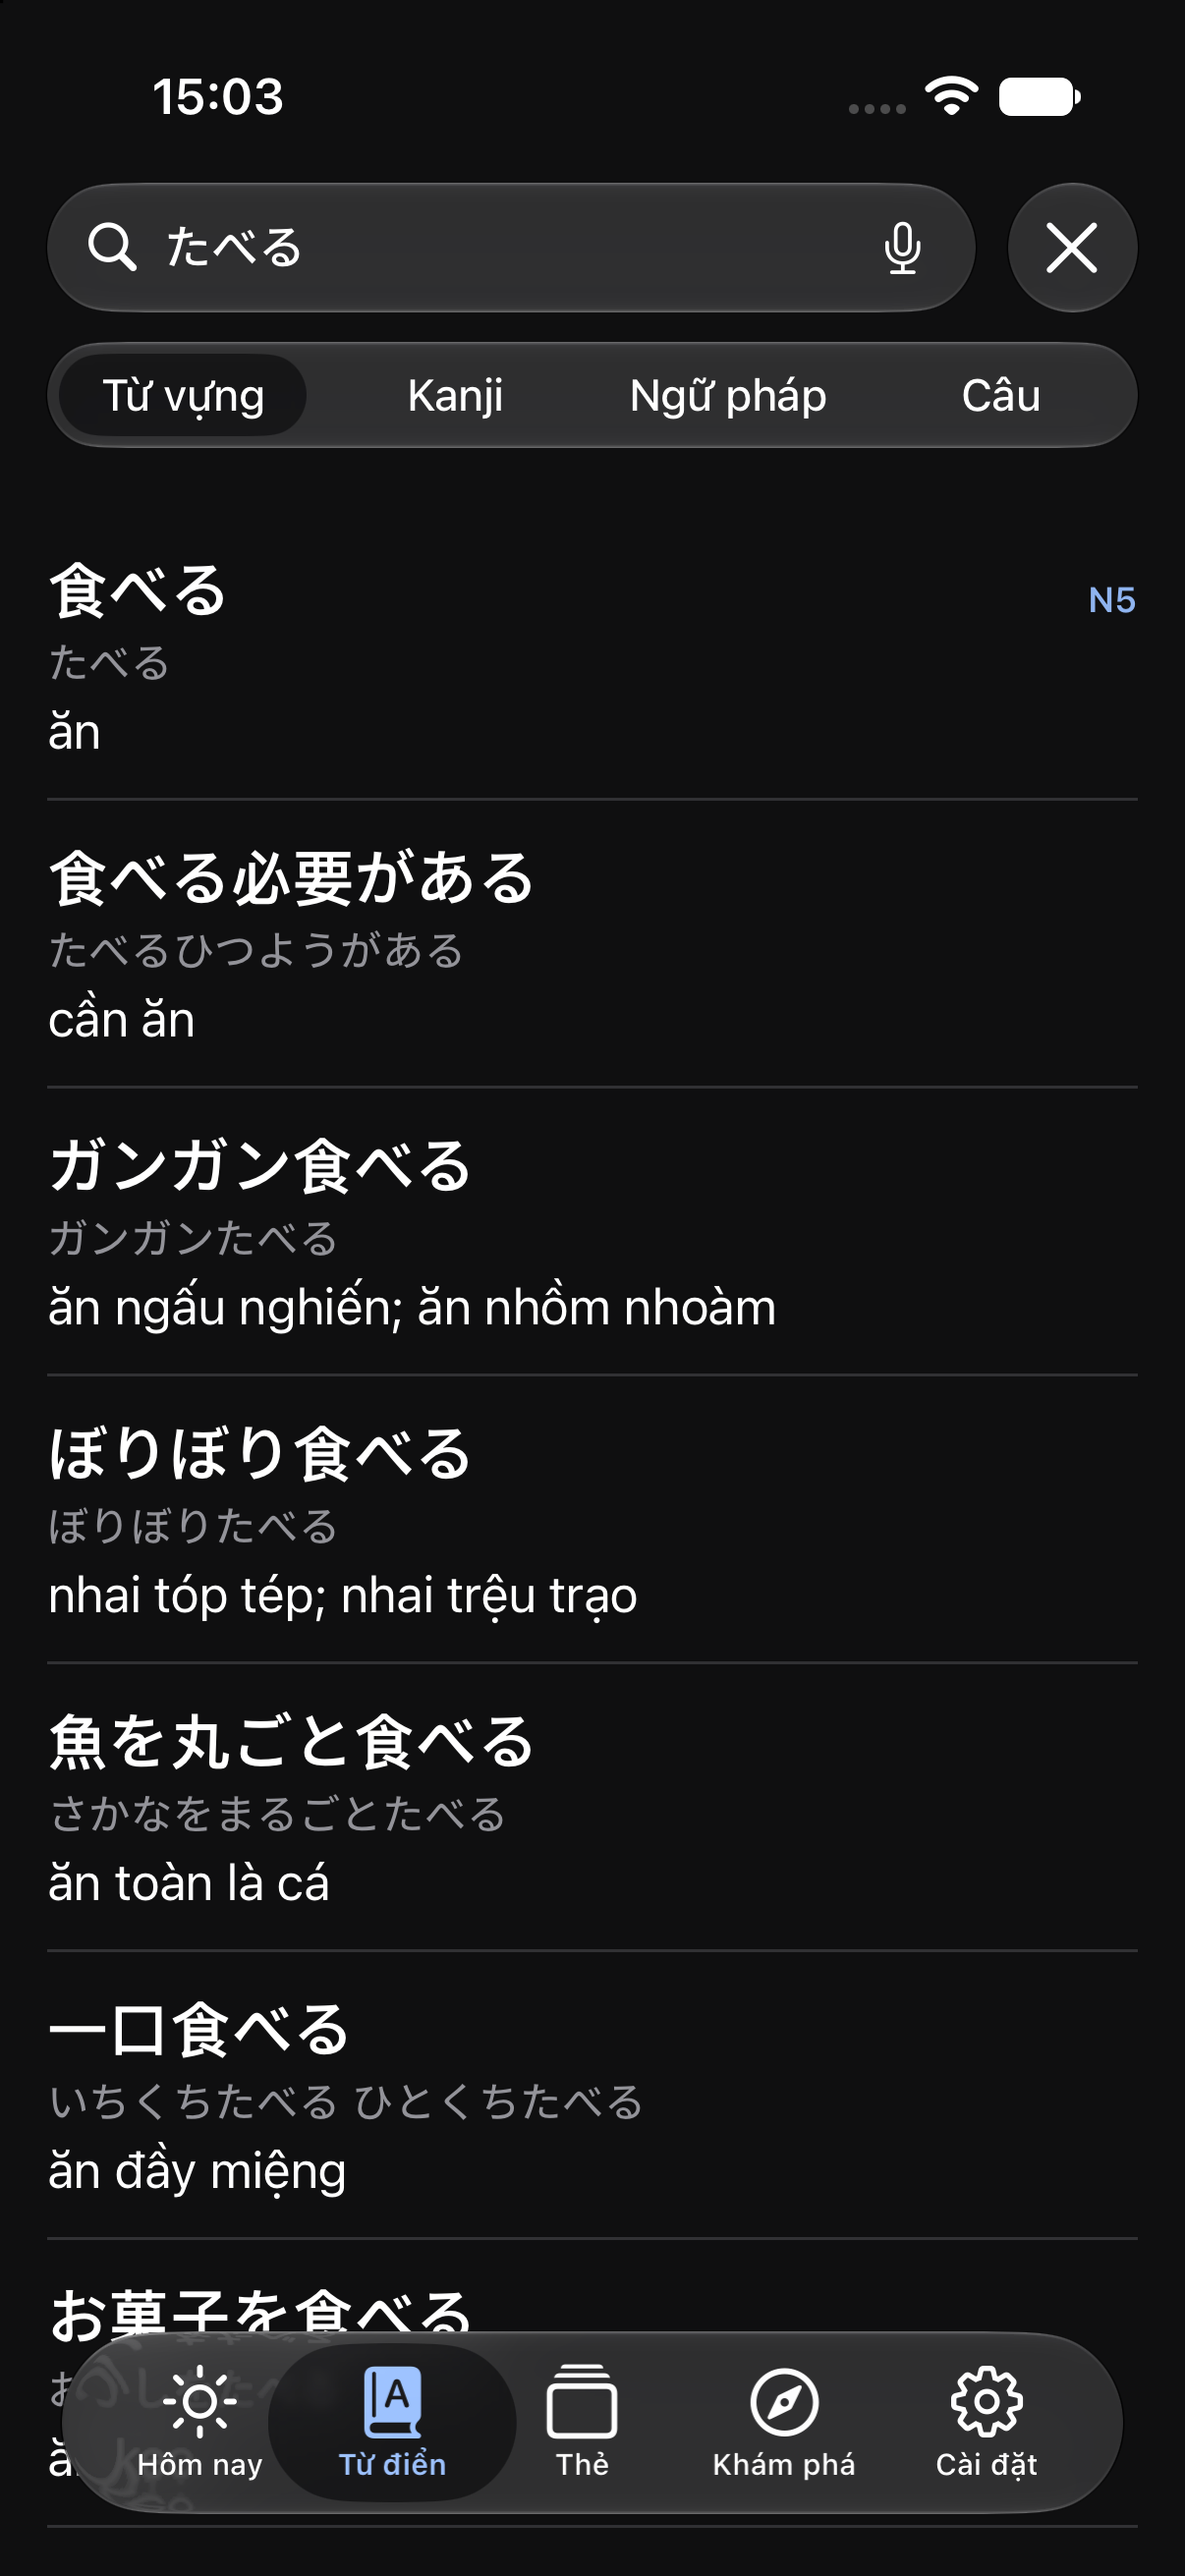 15:03
たべる
Từ vựng
Kanji
Ngữ pháp
Câu
食べる
N5
たべる
ăn
食べる必要がある
たべるひつようがある
cần ăn
ガンガン食べる
ガンガンたべる
ăn ngấu nghiến; ăn nhồm nhoàm
ぼりぼり食べる
ぼりぼりたべる
nhai tóp tép; nhai trệu trạo
魚を丸ごと食べる
さかなをまるごとたべる
ăn toàn là cá
一口食べる
いちくちたべる ひとくちたべる
ăn đầy miệng
お菓子を食べる
Hôm nay
Từ điển
Thẻ
Khám phá
Cài đặt